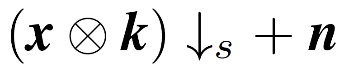 (x ⊗ k) ↓s + n